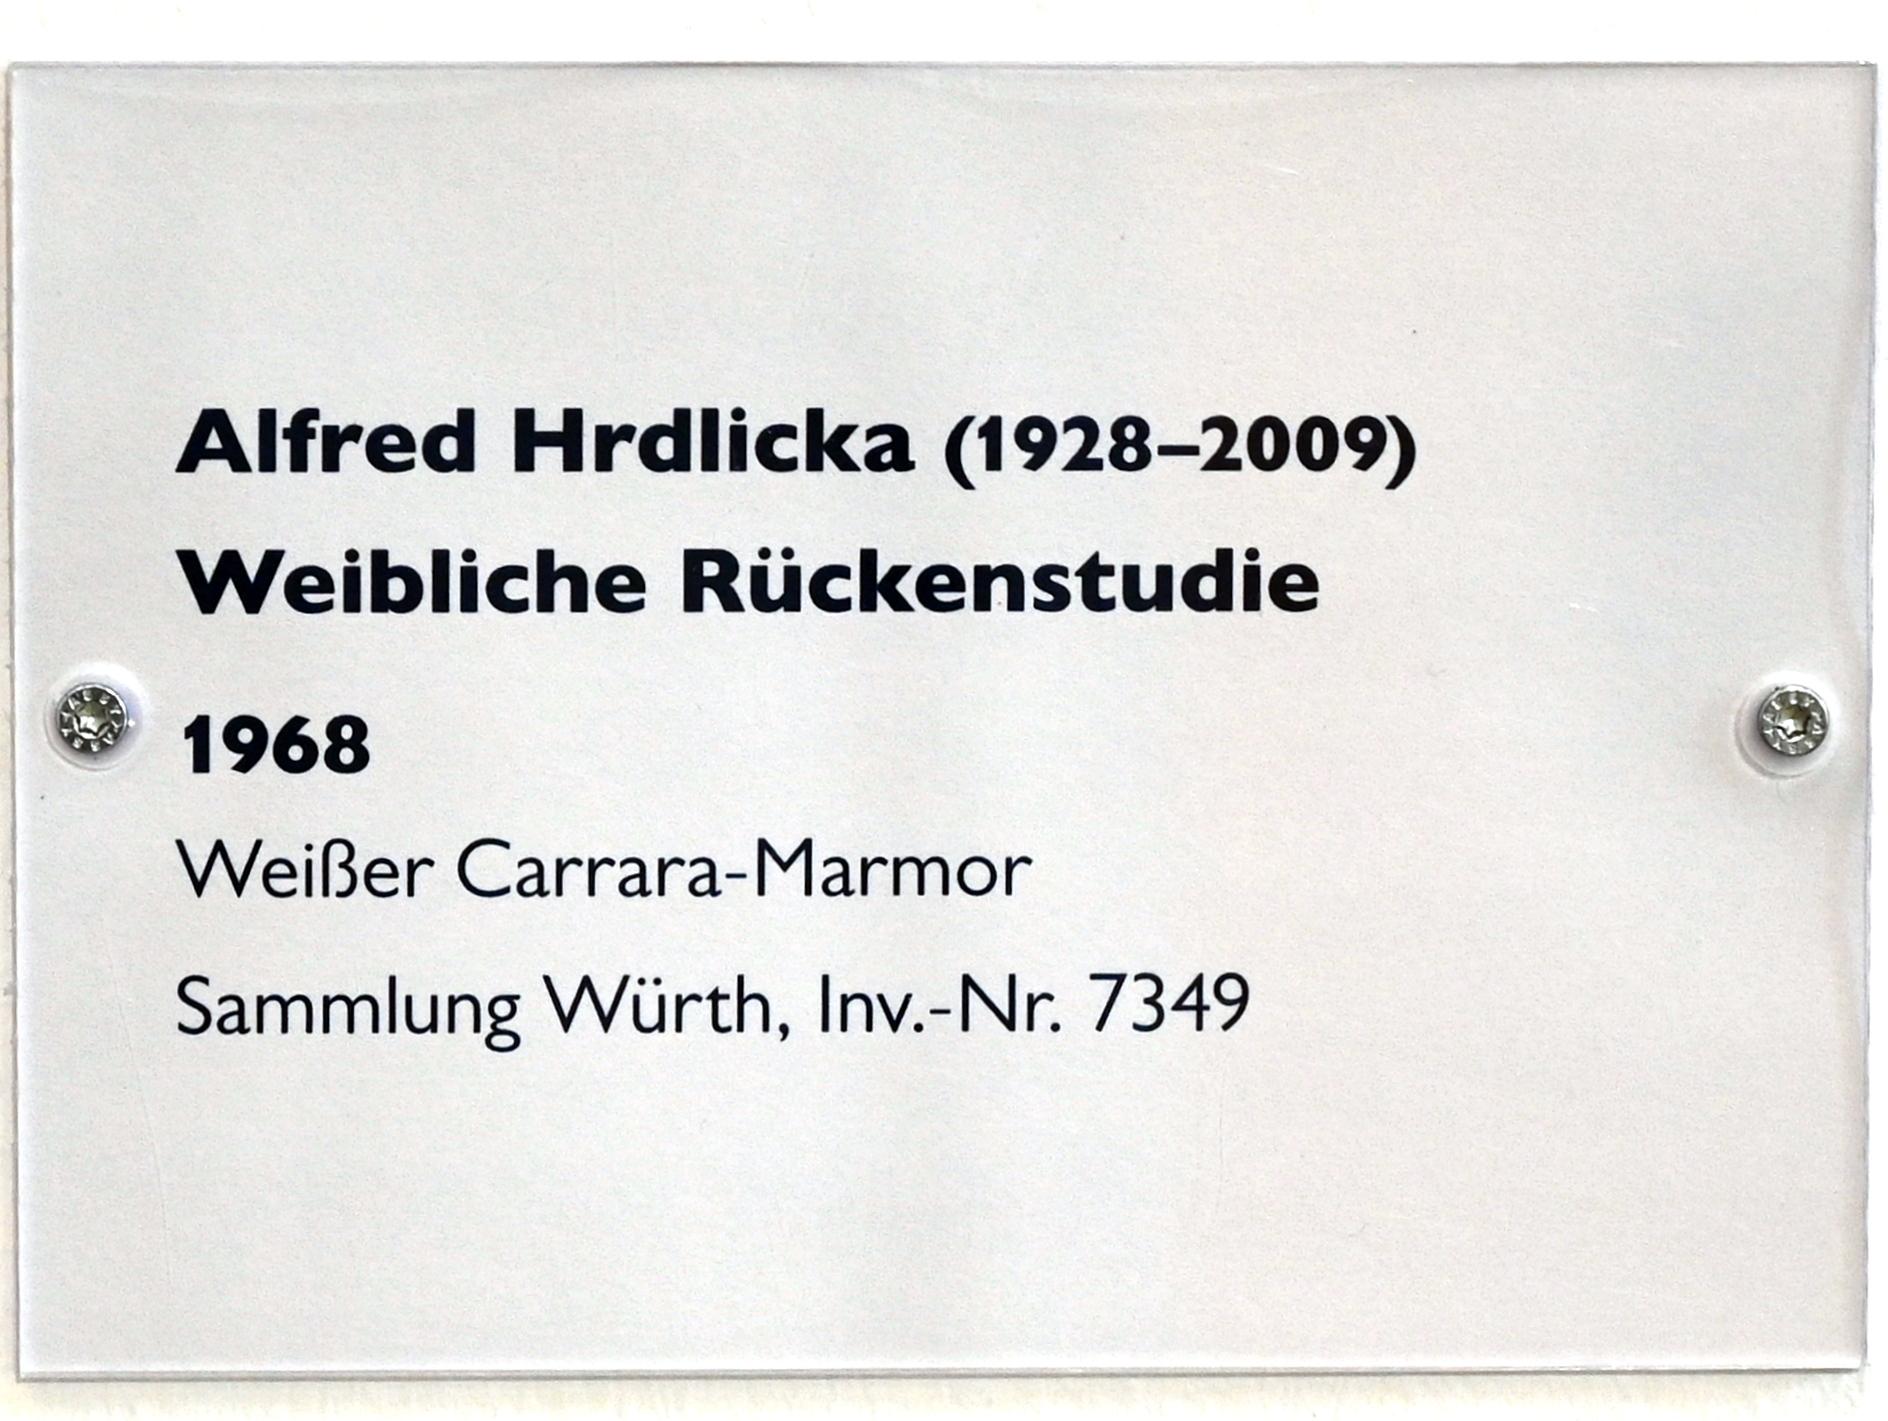 Alfred Hrdlicka (1928–2009)
Weibliche Rückenstudie
1968
Weißer Carrara-Marmor
Sammlung Würth, Inv.-Nr. 7349